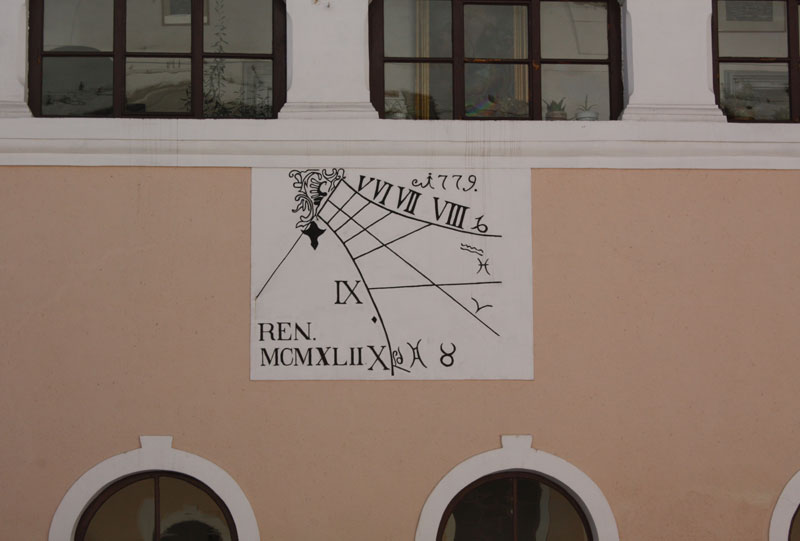 1779.
V VI VII VIII
♑
♒
♓
♈
IX
REN.
MCMXLII X ♉